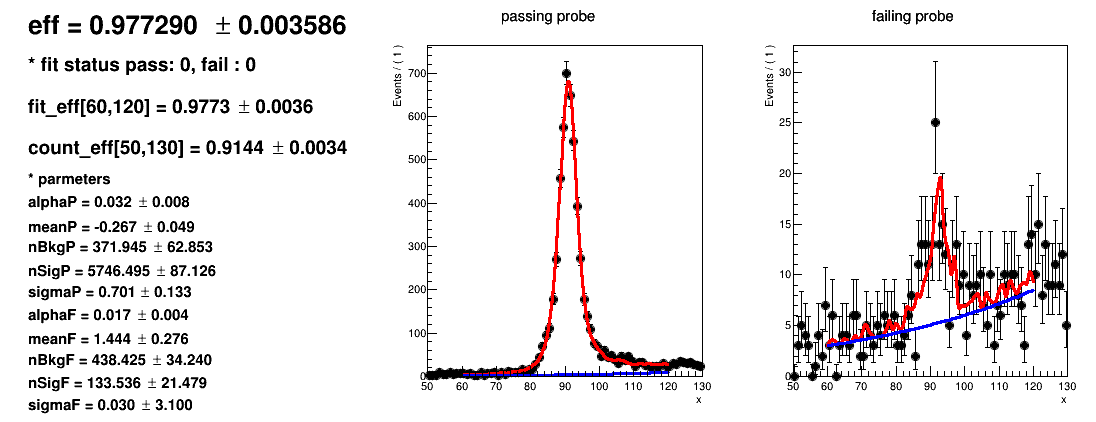 eff = 0.977290 ± 0.003586
* fit status pass: 0, fail : 0
fit_eff[60,120] = 0.9773 ± 0.0036
count_eff[50,130] = 0.9144 ± 0.0034
* parmeters
alphaP = 0.032 ± 0.008
meanP = -0.267 ± 0.049
nBkgP = 371.945 ± 62.853
nSigP = 5746.495 ± 87.126
sigmaP = 0.701 ± 0.133
alphaF = 0.017 ± 0.004
meanF = 1.444 ± 0.276
nBkgF = 438.425 ± 34.240
nSigF = 133.536 ± 21.479
sigmaF = 0.030 ± 3.100
passing probe
Events / ( 1 )
700
600
500
400
300
200
100
0
50 60 70 80 90 100 110 120 130
x
failing probe
Events / ( 1 )
30
25
20
15
10
5
0
50 60 70 80 90 100 110 120 130
x